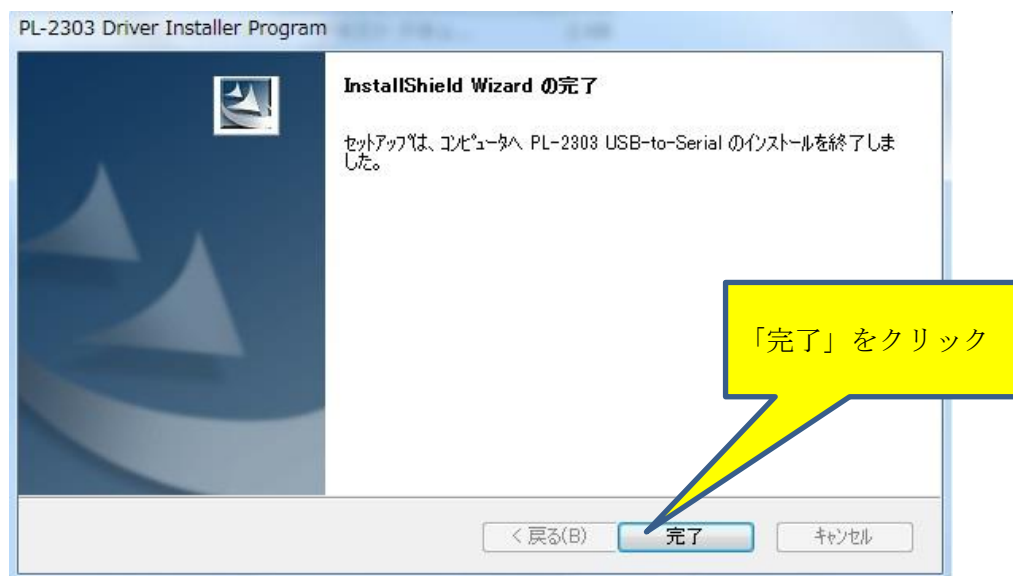 PL-2303 Driver Installer Program
InstallShield Wizard の完了
セットアップは、コンピュータへ PL-2303 USB-to-Serial のインストールを終了しま
した。
「完了」をクリック
< 戻る(B)
完了
キャンセル